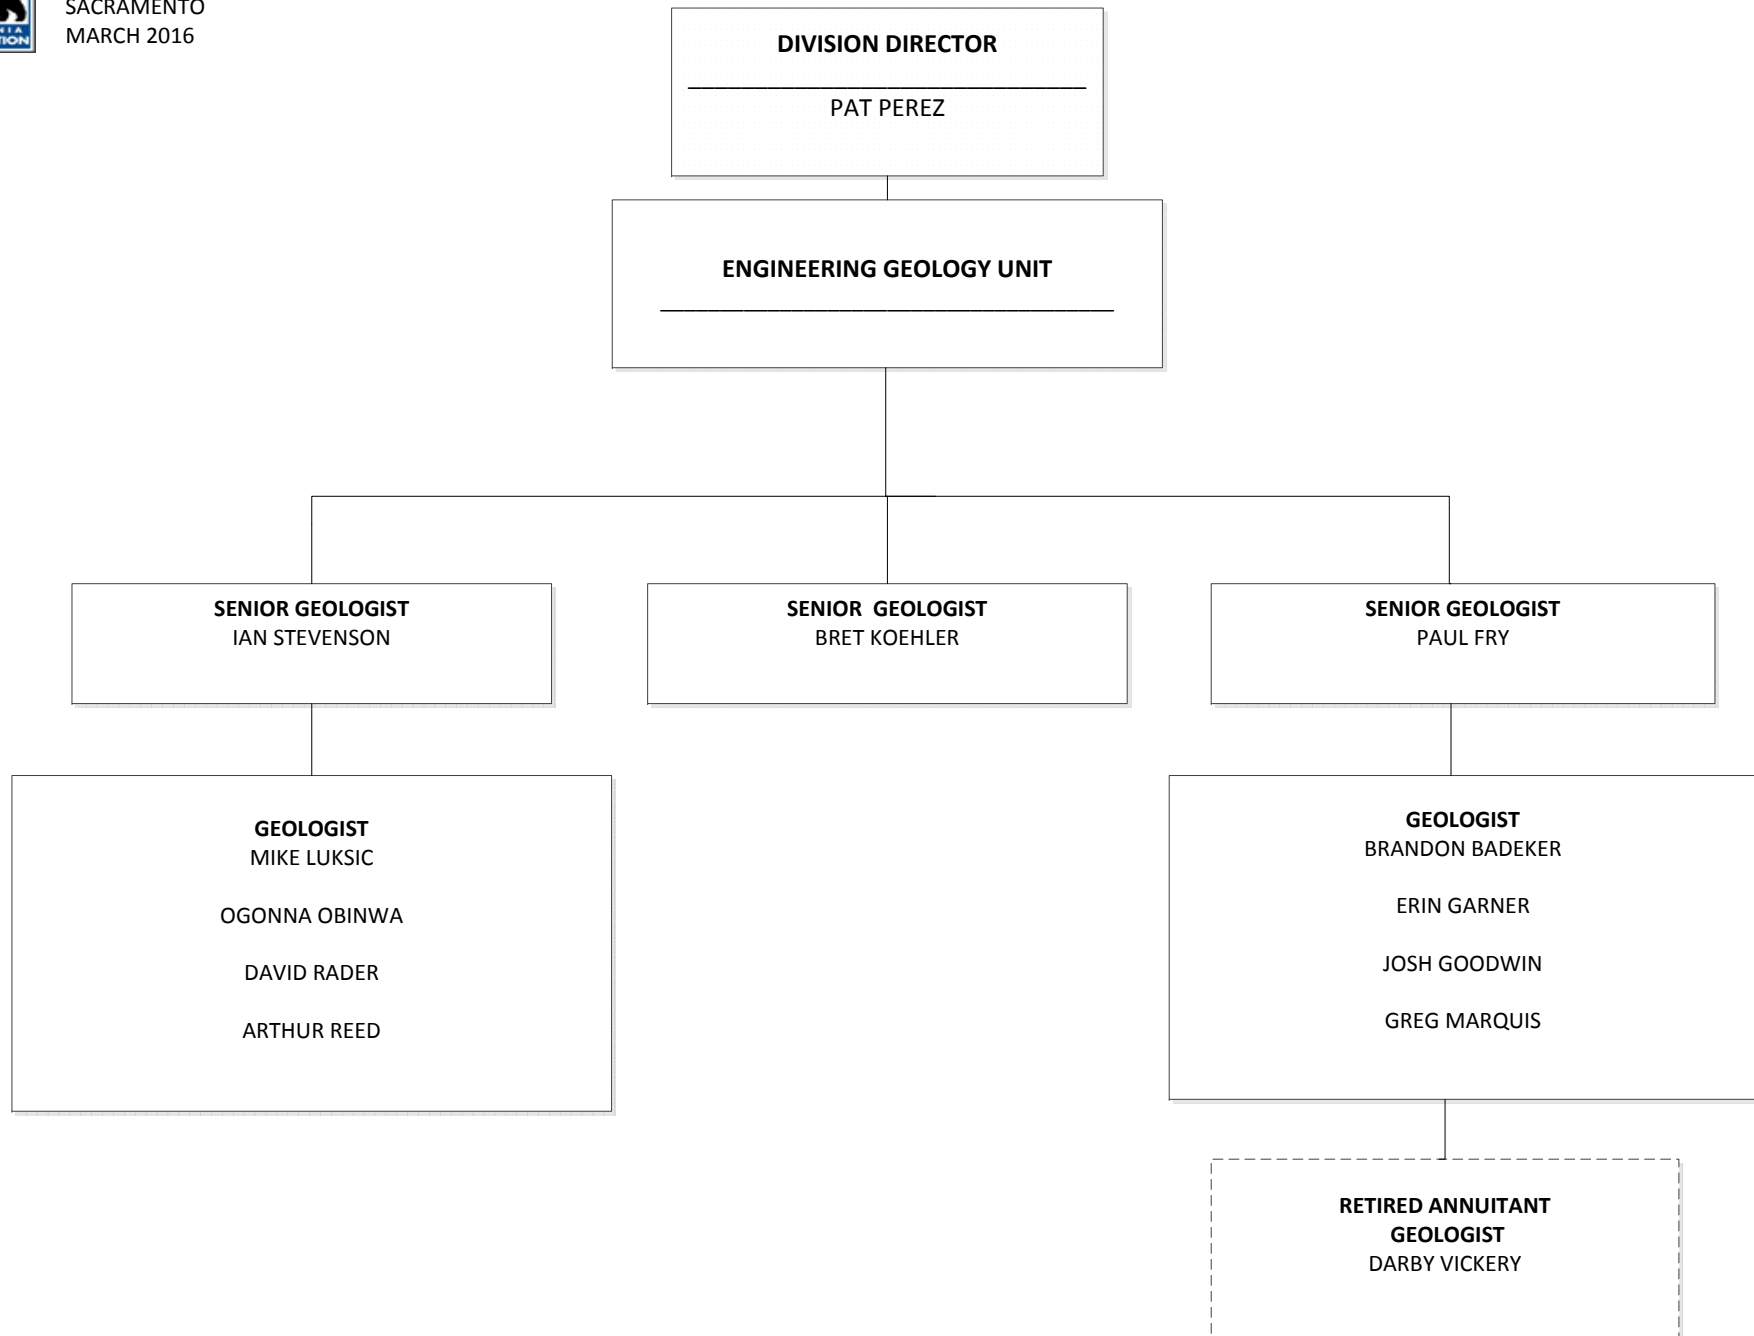 SACRAMENTO
MARCH 2016
DIVISION DIRECTOR
PAT PEREZ
ENGINEERING GEOLOGY UNIT
SENIOR GEOLOGIST
IAN STEVENSON
SENIOR GEOLOGIST
BRET KOEHLER
SENIOR GEOLOGIST
PAUL FRY
GEOLOGIST
MIKE LUKSIC
OGONNA OBINWA
DAVID RADER
ARTHUR REED
GEOLOGIST
BRANDON BADEKER
ERIN GARNER
JOSH GOODWIN
GREG MARQUIS
RETIRED ANNUITANT
GEOLOGIST
DARBY VICKERY